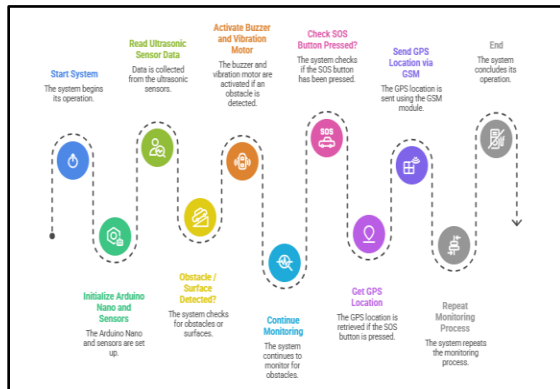 Start System
The system begins
its operation.
Initialize Arduino
Nano and Sensors
The Arduino Nano
and sensors are set
up.
Read Ultrasonic
Sensor Data
Data is collected
from the ultrasonic
sensors.
Obstacle /
Surface Detected?
The system checks
for obstacles or
surfaces.
Activate Buzzer
and Vibration
Motor
The buzzer and
vibration motor are
activated if an
obstacle is
detected.
Continue
Monitoring
The system
continues to
monitor for
obstacles.
Check SOS
Button Pressed?
The system checks
if the SOS button
has been pressed.
SOS
Get GPS
Location
The GPS location is
retrieved if the SOS
button is pressed.
Send GPS
Location via
GSM
The GPS location is
sent using the GSM
module.
Repeat
Monitoring
Process
The system repeats
the monitoring
process.
End
The system
concludes its
operation.